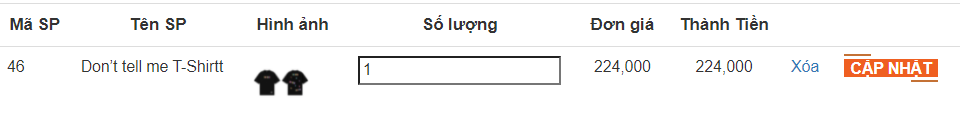 Mã SP Tên SP Hình ảnh Số lượng Đơn giá Thành Tiền
46 Don't tell me T-Shirtt 1 224,000 224,000 Xóa CẬP NHẬT